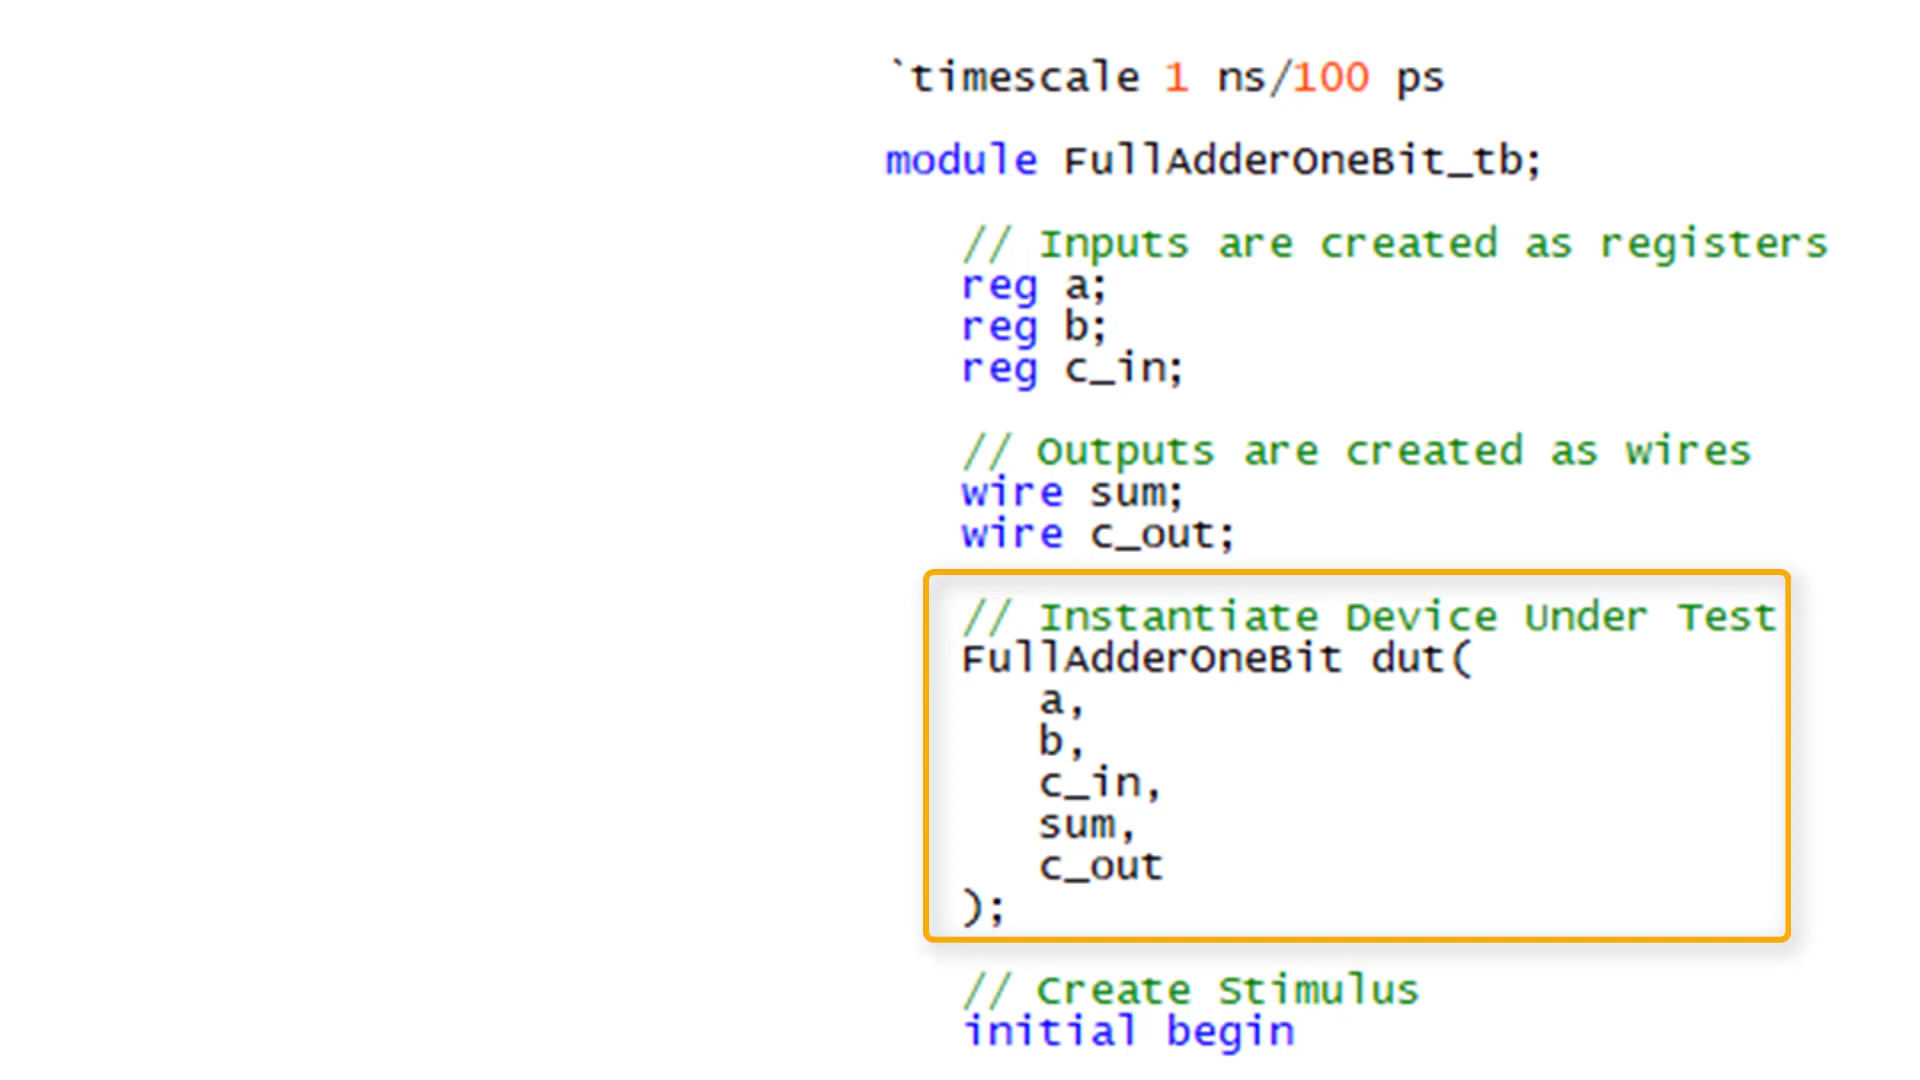 `timescale 1 ns/100 ps
module FullAdderOneBit_tb;
// Inputs are created as registers
reg a;
reg b;
reg c_in;
// Outputs are created as wires
wire sum;
wire c_out;
// Instantiate Device Under Test
FullAdderOneBit dut(
a,
b,
c_in,
sum,
c_out
);
// Create Stimulus
initial begin